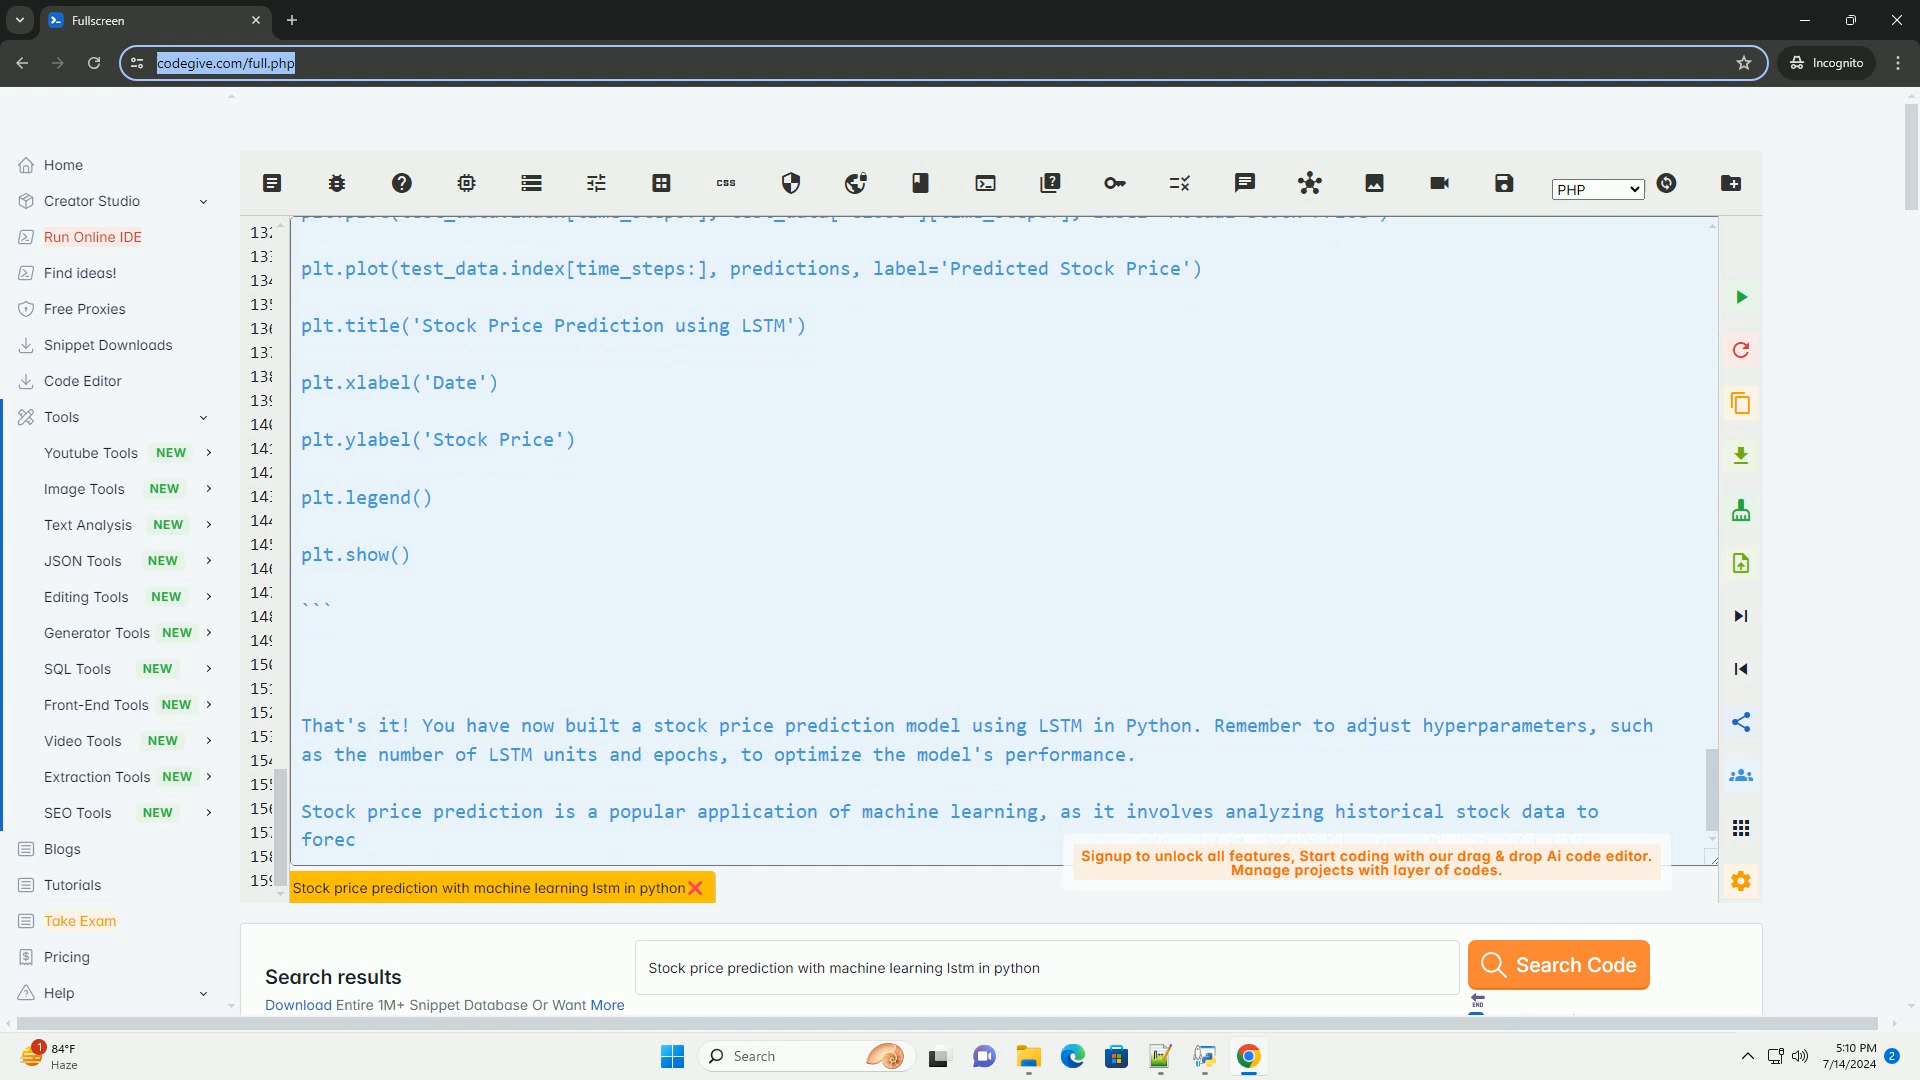 Fullscreen
codegive.com/full.php
Incognito
Home
Creator Studio
Run Online IDE
Find ideas!
Free Proxies
Snippet Downloads
Code Editor
Tools
Youtube Tools NEW
Image Tools NEW
Text Analysis NEW
JSON Tools NEW
Editing Tools NEW
Generator Tools NEW
SQL Tools NEW
Front-End Tools NEW
Video Tools NEW
Extraction Tools NEW
SEO Tools NEW
Blogs
Tutorials
Take Exam
Pricing
Help
css
PHP
plt.plot(test_data.index[time_steps:], predictions, label='Predicted Stock Price')
plt.title('Stock Price Prediction using LSTM')
plt.xlabel('Date')
plt.ylabel('Stock Price')
plt.legend()
plt.show()
```
That's it! You have now built a stock price prediction model using LSTM in Python. Remember to adjust hyperparameters, such
as the number of LSTM units and epochs, to optimize the model's performance.
Stock price prediction is a popular application of machine learning, as it involves analyzing historical stock data to
forec
Signup to unlock all features, Start coding with our drag & drop Ai code editor.
Manage projects with layer of codes.
Stock price prediction with machine learning lstm in python
Search results
Stock price prediction with machine learning lstm in python
Search Code
Download Entire 1M+ Snippet Database Or Want More
END
1
84°F
Haze
Search
5:10 PM
7/14/2024
2